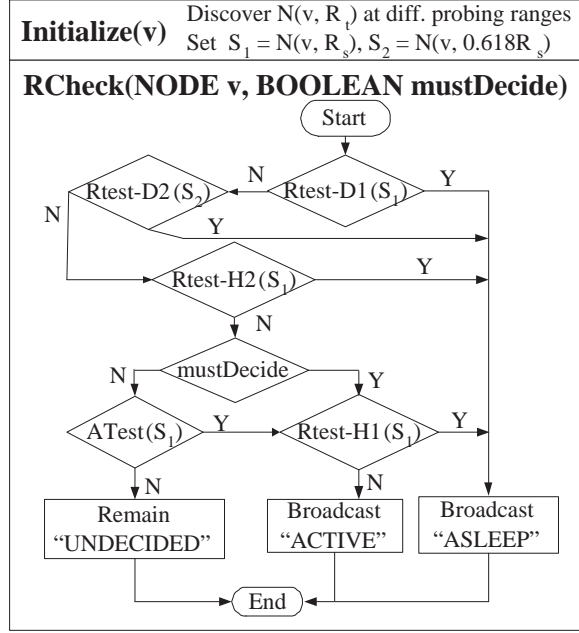 Initialize(v) Discover N(v, R_t) at diff. probing ranges
Set S_1 = N(v, R_s), S_2 = N(v, 0.618R_s)
RCheck(NODE v, BOOLEAN mustDecide)
Start
Rtest-D2(S_2) N Rtest-D1(S_1) Y
N Y
Rtest-H2(S_1) Y
N
mustDecide
N Y
ATest(S_1) Y Rtest-H1(S_1) Y
N N
Remain "UNDECIDED"
Broadcast "ACTIVE"
Broadcast "ASLEEP"
End